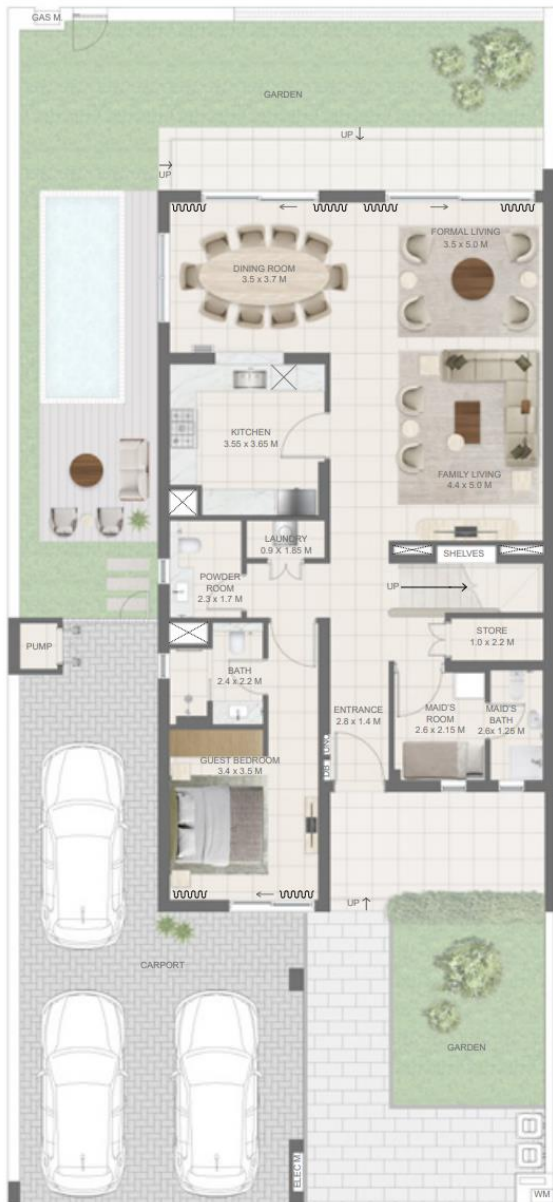 GAS M.
GARDEN
UP
UP
FORMAL LIVING
3.5 x 5.0 M
DINING ROOM
3.5 x 3.7 M
KITCHEN
3.55 x 3.65 M
FAMILY LIVING
4.4 x 5.0 M
LAUNDRY
0.9 X 1.85 M
SHELVES
POWDER
ROOM
2.3 x 1.7 M
UP
PUMP
STORE
1.0 x 2.2 M
BATH
2.4 x 2.2 M
ENTRANCE
2.8 x 1.4 M
MAID'S
ROOM
2.6 x 2.15 M
MAID'S
BATH
2.6x 1.25 M
DB
GUEST BEDROOM
3.4 x 3.5 M
UP
CARPORT
GARDEN
ELEC M.
WM